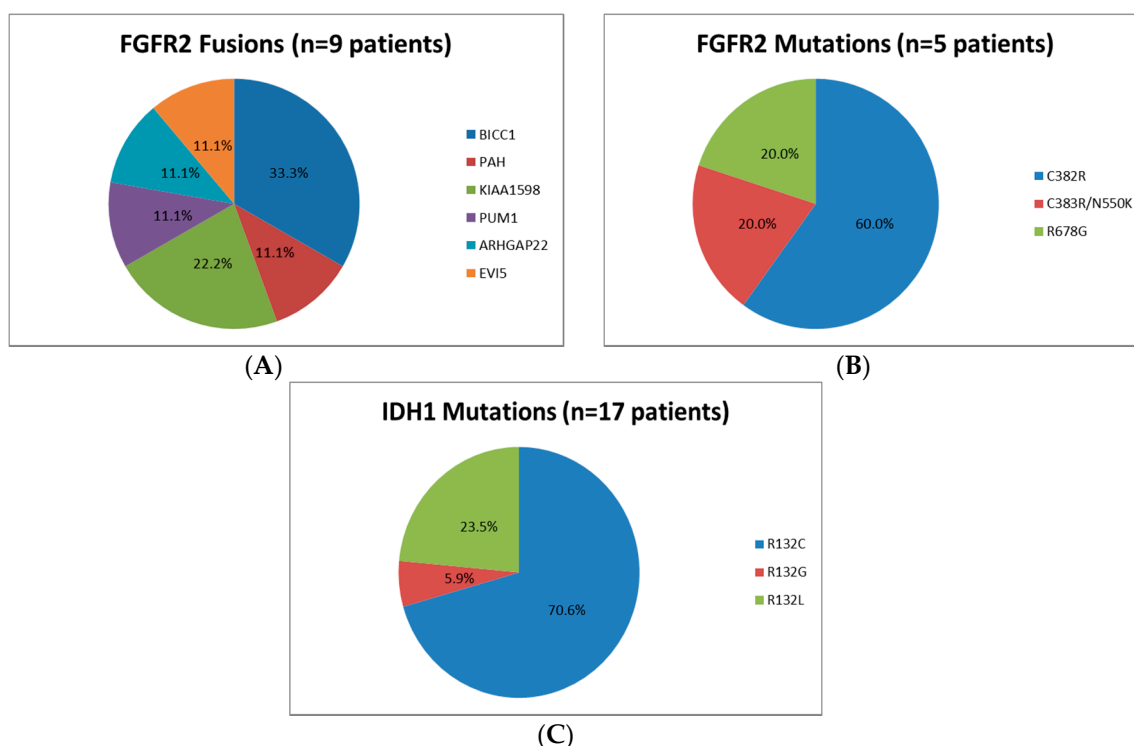 FGFR2 Fusions (n=9 patients)
11.1%
11.1%
33.3%
11.1%
11.1%
22.2%
BICC1
PAH
KIAA1598
PUM1
ARHGAP22
EVI5
(A)
FGFR2 Mutations (n=5 patients)
20.0%
20.0%
60.0%
C382R
C383R/N550K
R678G
(B)
IDH1 Mutations (n=17 patients)
23.5%
5.9%
70.6%
R132C
R132G
R132L
(C)